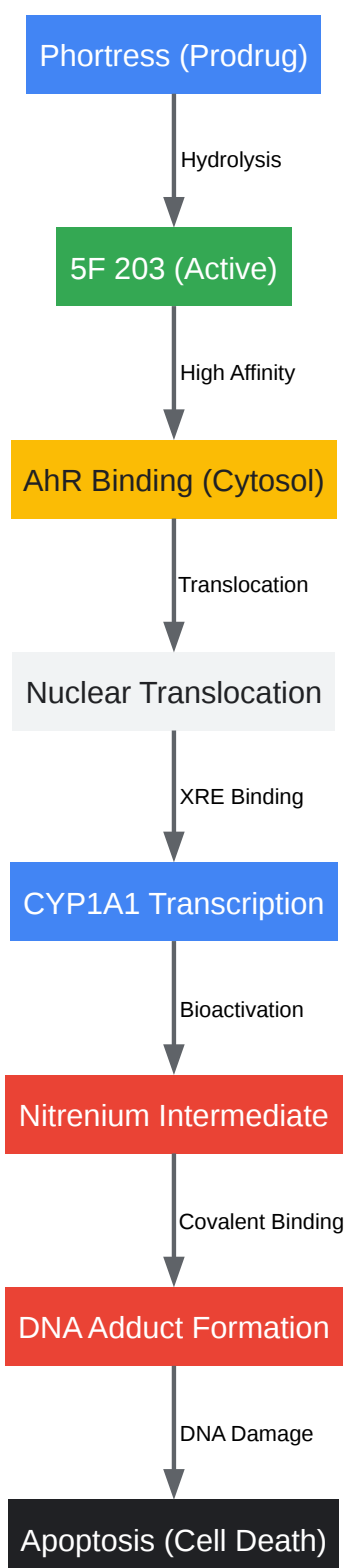 Phortress (Prodrug)
Hydrolysis
5F 203 (Active)
High Affinity
AhR Binding (Cytosol)
Translocation
Nuclear Translocation
XRE Binding
CYP1A1 Transcription
Bioactivation
Nitrenium Intermediate
Covalent Binding
DNA Adduct Formation
DNA Damage
Apoptosis (Cell Death)